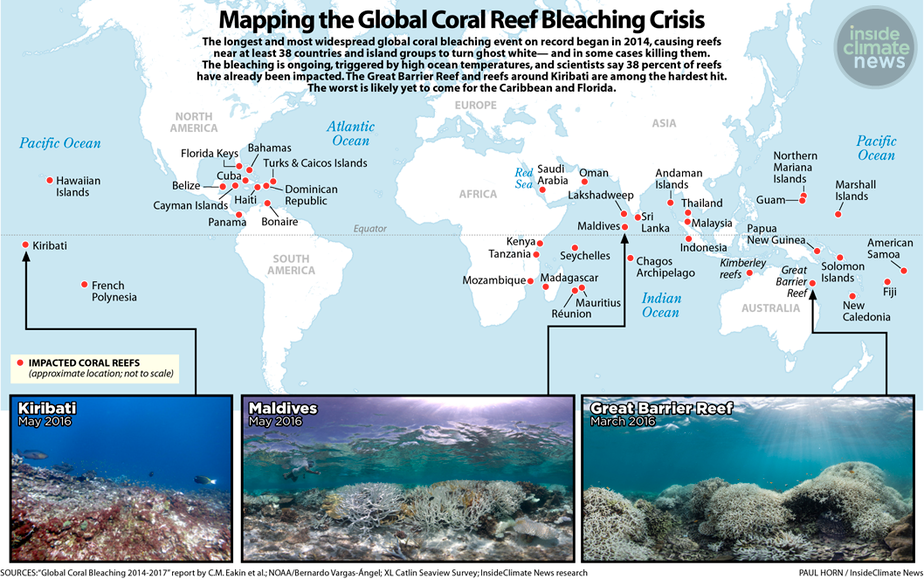 Mapping the Global Coral Reef Bleaching Crisis
The longest and most widespread global coral bleaching event on record began in 2014, causing reefs
near at least 38 countries and island groups to turn ghost white— and in some cases killing them.
The bleaching is ongoing, triggered by high ocean temperatures, and scientists say 38 percent of reefs
have already been impacted. The Great Barrier Reef and reefs around Kiribati are among the hardest hit.
The worst is likely yet to come for the Caribbean and Florida.
inside
climate
news
EUROPE
NORTH
AMERICA
ASIA
Pacific Ocean
Atlantic
Ocean
Pacific
Ocean
Florida Keys
Bahamas
Turks & Caicos Islands
Cuba
Hawaiian
Islands
Belize
Cayman Islands
Haiti
Dominican
Republic
Panama
Bonaire
Red
Sea
Saudi
Arabia
Oman
AFRICA
Lakshadweep
Andaman
Islands
Northern
Mariana
Islands
Guam
Marshall
Islands
Thailand
Maldives
Sri
Lanka
Malaysia
Equator
Kiribati
Indonesia
Papua
New Guinea
American
Samoa
Kenya
Tanzania
Seychelles
SOUTH
AMERICA
Chagos
Archipelago
Kimberley
reefs
Great
Barrier
Reef
Solomon
Islands
Fiji
French
Polynesia
Mozambique
Madagascar
Mauritius
Réunion
Indian
Ocean
AUSTRALIA
New
Caledonia
IMPACTED CORAL REEFS
(approximate location; not to scale)
Kiribati
May 2016
Maldives
May 2016
Great Barrier Reef
March 2016
SOURCES: "Global Coral Bleaching 2014-2017" report by C.M. Eakin et al.; NOAA/Bernardo Vargas-Ángel; XL Catlin Seaview Survey; InsideClimate News research
PAUL HORN / InsideClimate News